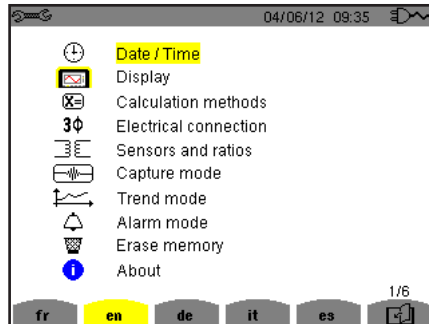 04/06/12 09:35
Date / Time
Display
X= Calculation methods
3Φ Electrical connection
Sensors and ratios
Capture mode
Trend mode
Alarm mode
Erase memory
i About
1/6
fr en de it es